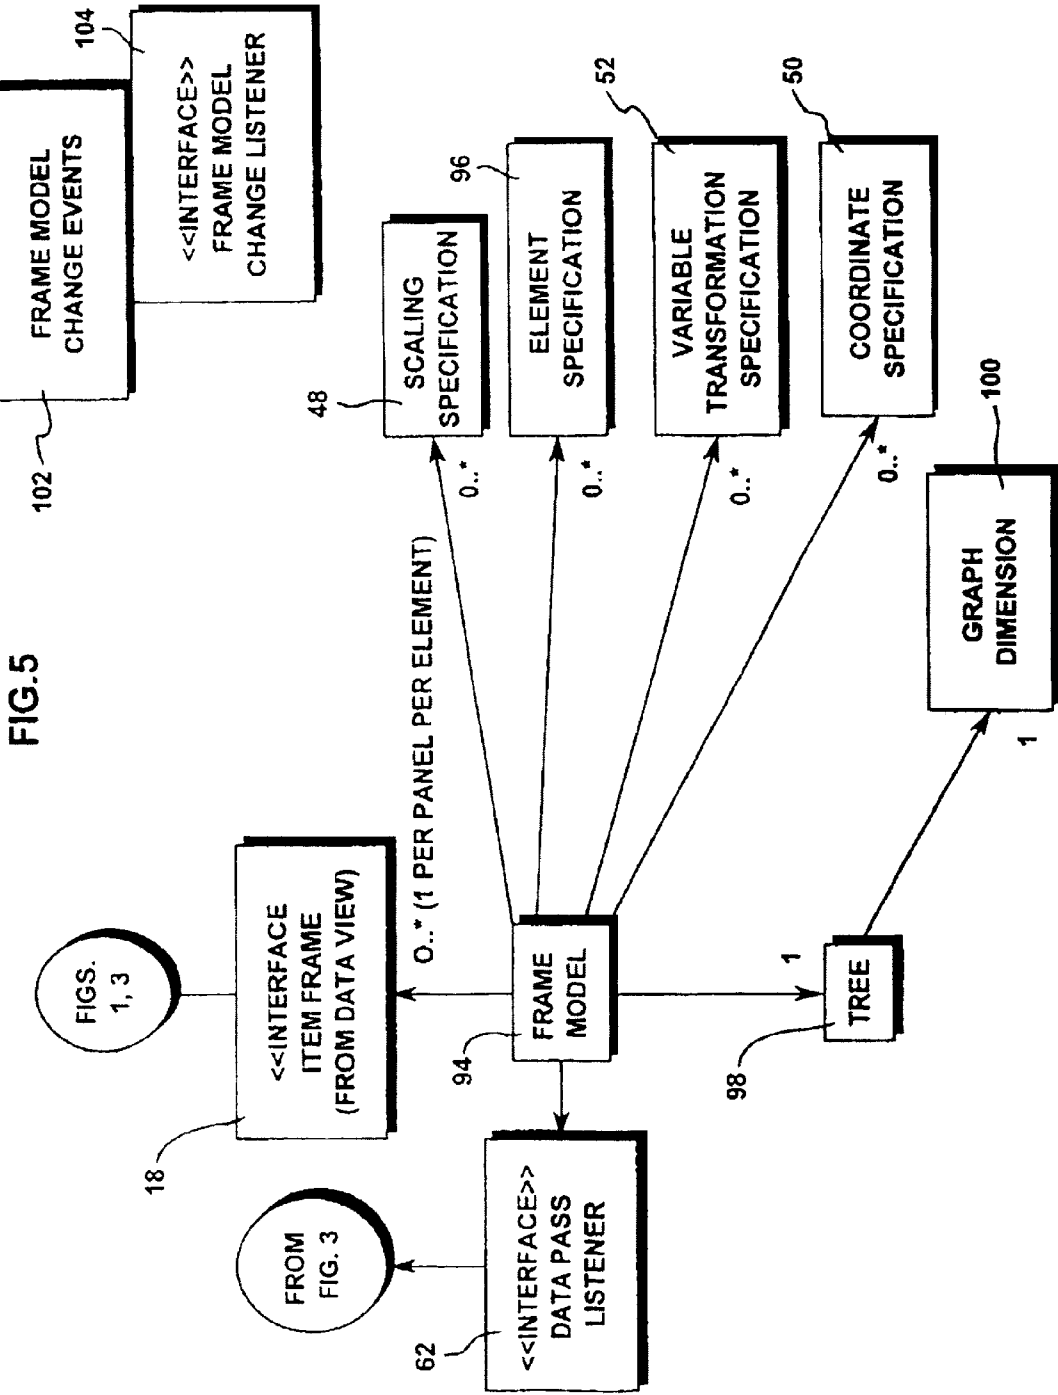 FIG.5
FRAME MODEL
CHANGE EVENTS
102
<<INTERFACE>>
FRAME MODEL
CHANGE LISTENER
104
FIGS.
1, 3
<<INTERFACE
ITEM FRAME
(FROM DATA VIEW)
18
0..* (1 PER PANEL PER ELEMENT)
FROM
FIG. 3
<<INTERFACE>>
DATA PASS
LISTENER
62
FRAME
MODEL
94
SCALING
SPECIFICATION
48
0..*
ELEMENT
SPECIFICATION
96
0..*
VARIABLE
TRANSFORMATION
SPECIFICATION
52
0..*
COORDINATE
SPECIFICATION
50
0..*
1
TREE
98
GRAPH
DIMENSION
100
1